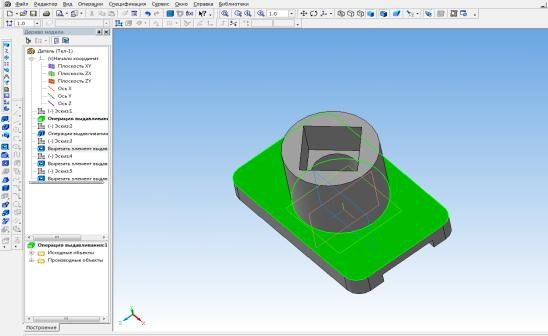 Файл Редактор Вид Операции Спецификация Сервис Окно Справка Библиотеки
1.0
1.0
Дерево модели
Деталь (Тел-1)
(т)Начало координат
Плоскость XY
Плоскость ZX
Плоскость ZY
Ось X
Ось Y
Ось Z
(-) Эскиз:1
Операция выдавливания:
(-) Эскиз:2
Операция выдавливания
(-) Эскиз:3
Вырезать элемент выдав
(-) Эскиз:4
Вырезать элемент выдав
(-) Эскиз:5
Вырезать элемент выдав
Операция выдавливания:1
Исходные объекты
Производные объекты
Построение